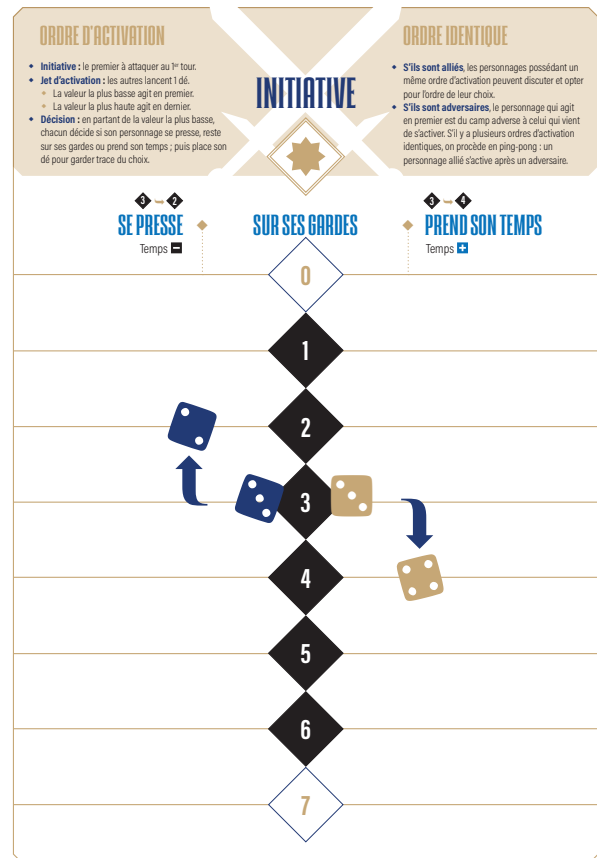 ORDRE D'ACTIVATION
Initiative : le premier à attaquer au 1er tour.
Jet d'activation : les autres lancent 1 dé.
La valeur la plus basse agit en premier.
La valeur la plus haute agit en dernier.
Décision : en partant de la valeur la plus basse,
chacun décide si son personnage se presse, reste
sur ses gardes ou prend son temps ; puis place son
dé pour garder trace du choix.
INITIATIVE
ORDRE IDENTIQUE
S'ils sont alliés, les personnages possédant un
même ordre d'activation peuvent discuter et opter
pour l'ordre de leur choix.
S'ils sont adversaires, le personnage qui agit
en premier est du camp adverse à celui qui vient
de s'activer. S'il y a plusieurs ordres d'activation
identiques, on procède en ping-pong : un
personnage allié s'active après un adversaire.
3 → 2
SE PRESSE
Temps -
SUR SES GARDES
3 → 4
PREND SON TEMPS
Temps +
0
1
2
3
4
5
6
7